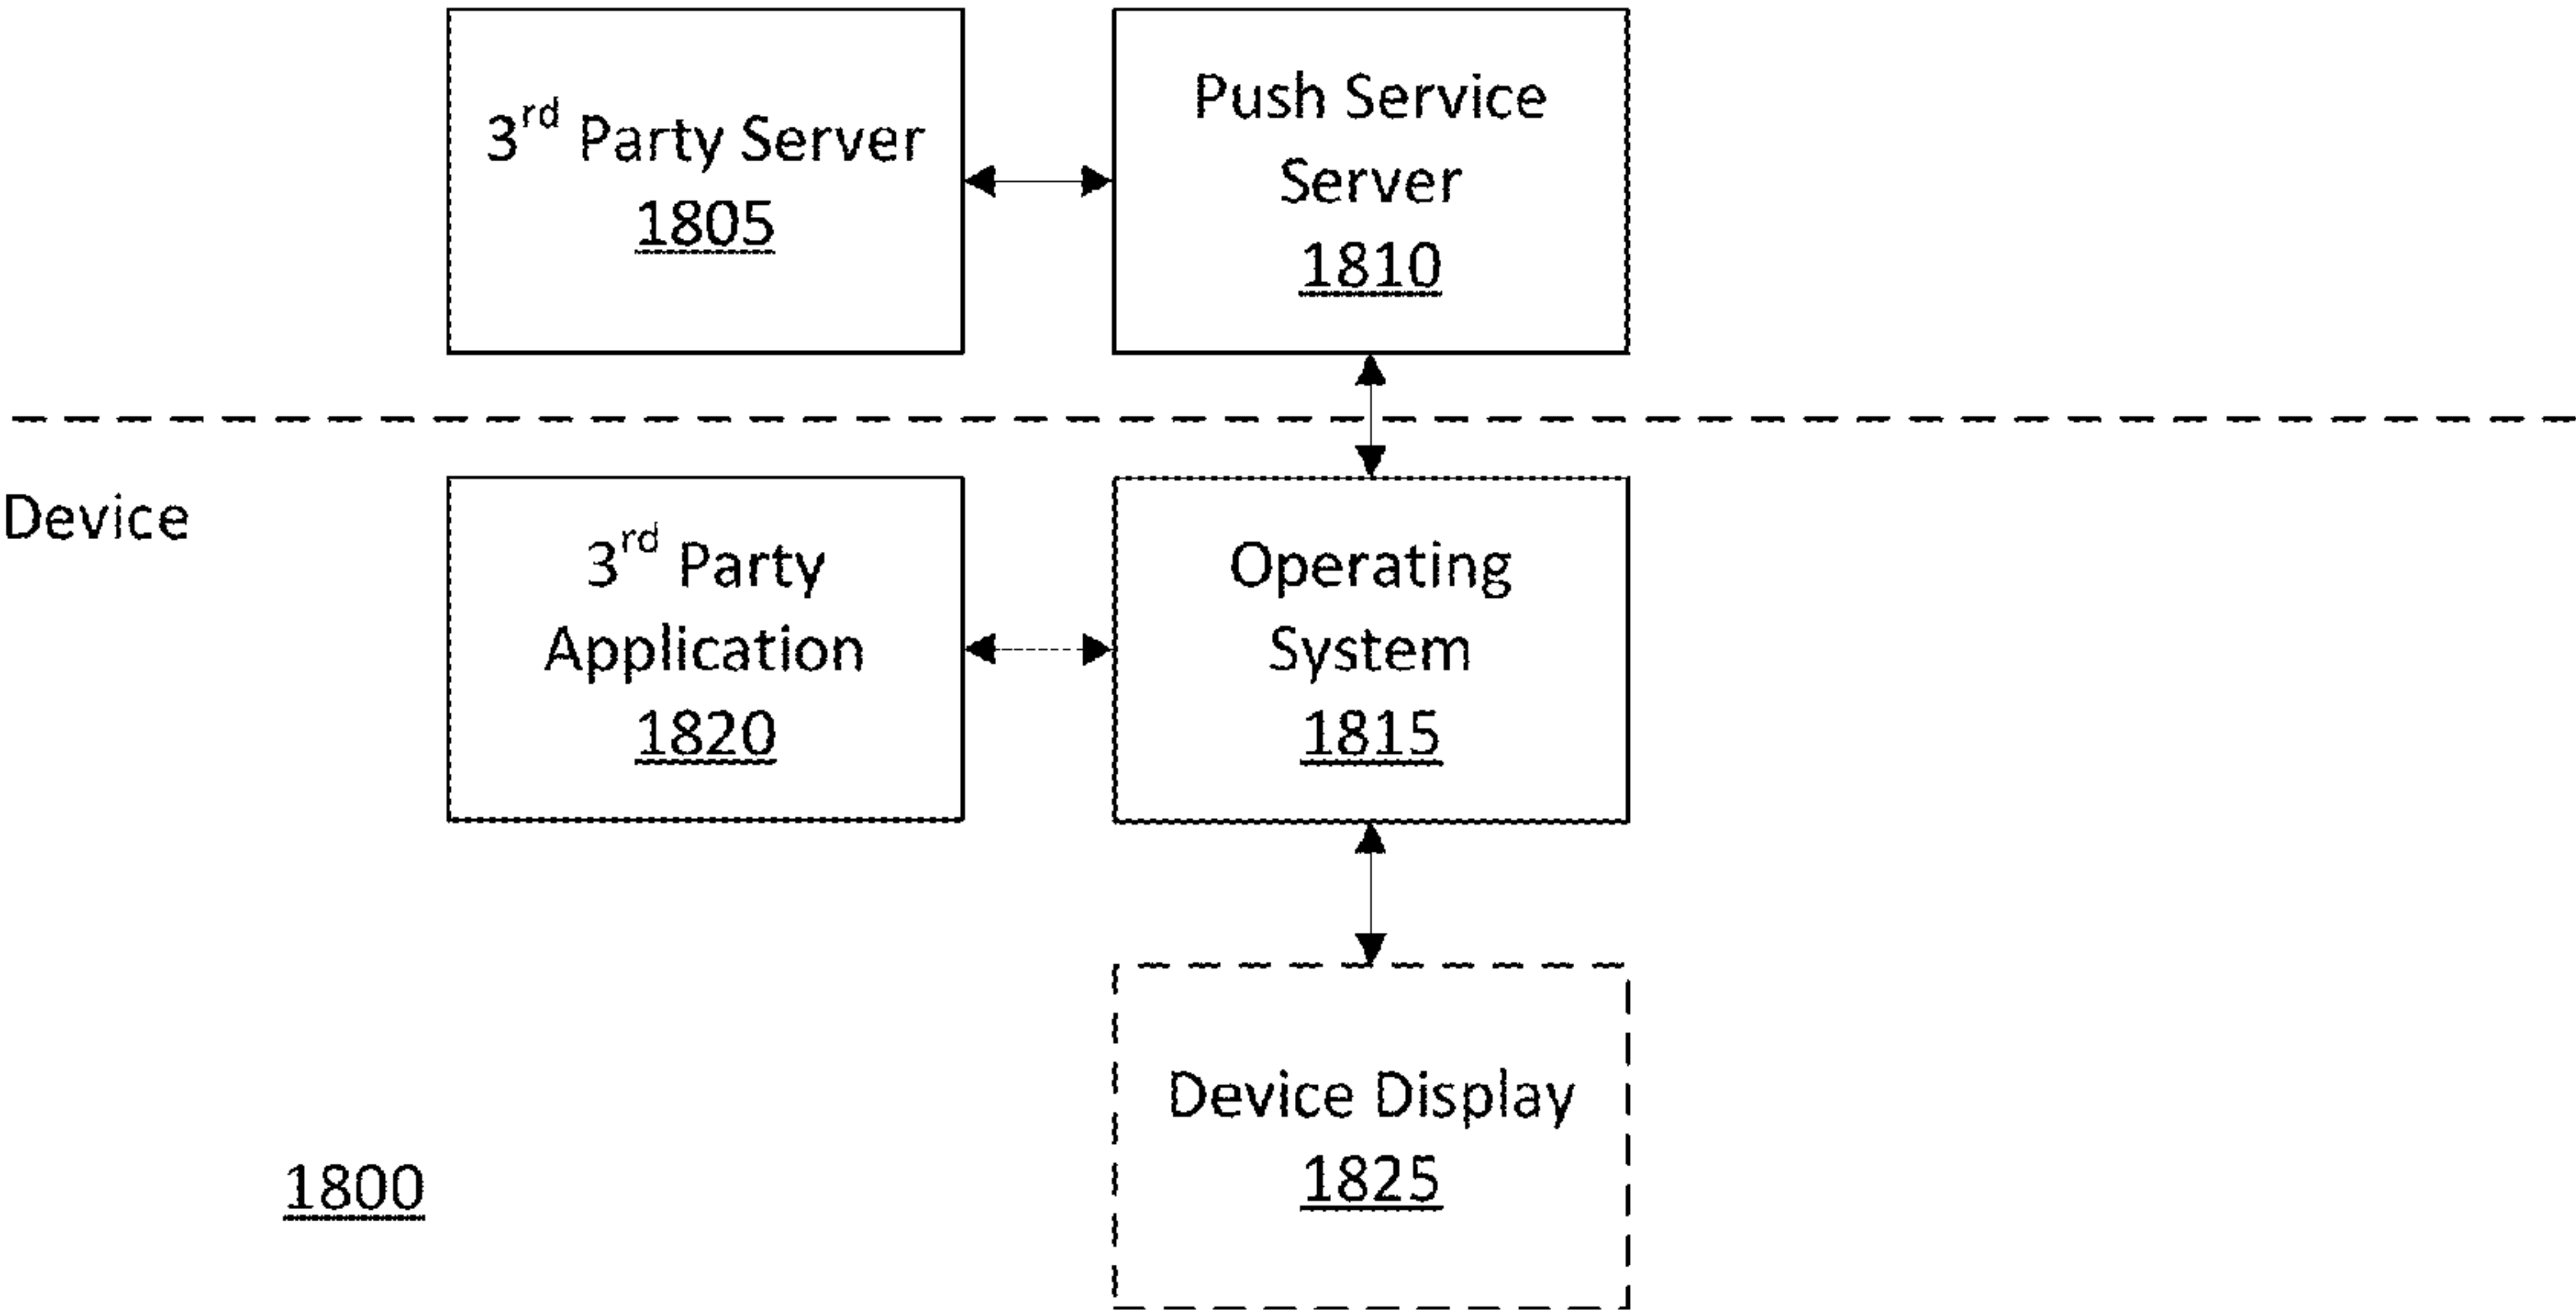 3rd Party Server
1805
Push Service
Server
1810
Device
3rd Party
Application
1820
Operating
System
1815
Device Display
1825
1800